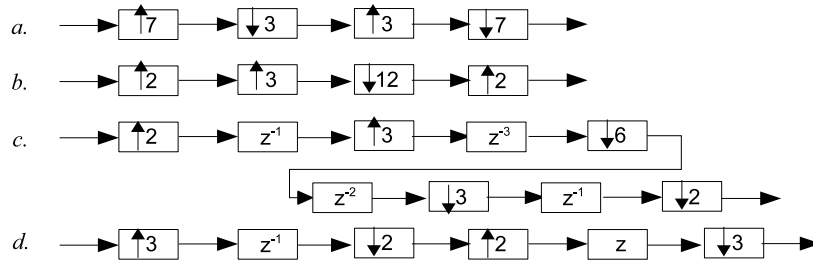 a. ↑7 ↓3 ↑3 ↓7
b. ↑2 ↑3 ↓12 ↑2
c. ↑2 z⁻¹ ↑3 z⁻³ ↓6
z⁻² ↓3 z⁻¹ ↓2
d. ↑3 z⁻¹ ↓2 ↑2 z ↓3